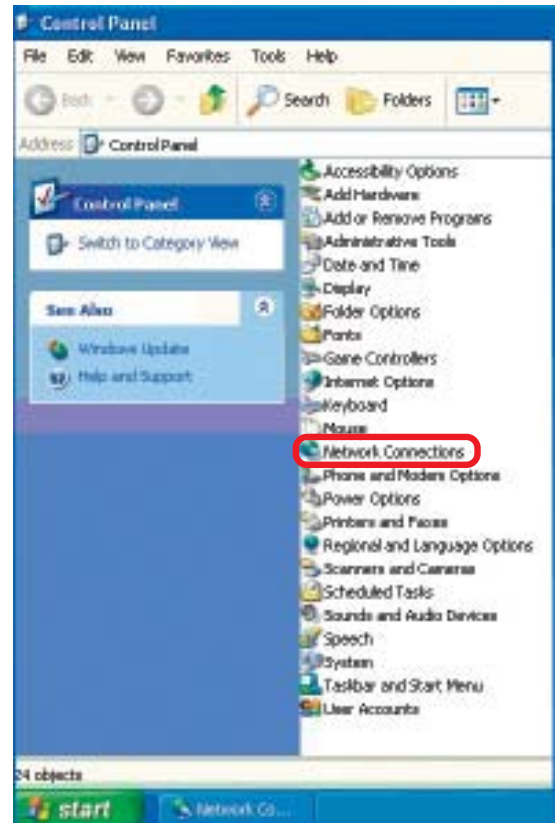 Control Panel
File Edit View Favorites Tools Help
Back Search Folders
Address Control Panel
Control Panel
Switch to Category View
See Also
Windows Update
Help and Support
Accessibility Options
Add Hardware
Add or Remove Programs
Administrative Tools
Date and Time
Display
Folder Options
Fonts
Game Controllers
Internet Options
Keyboard
Mouse
Network Connections
Phone and Modem Options
Power Options
Printers and Faxes
Regional and Language Options
Scanners and Cameras
Scheduled Tasks
Sounds and Audio Devices
Speech
System
Taskbar and Start Menu
User Accounts
24 objects
start Network Co...